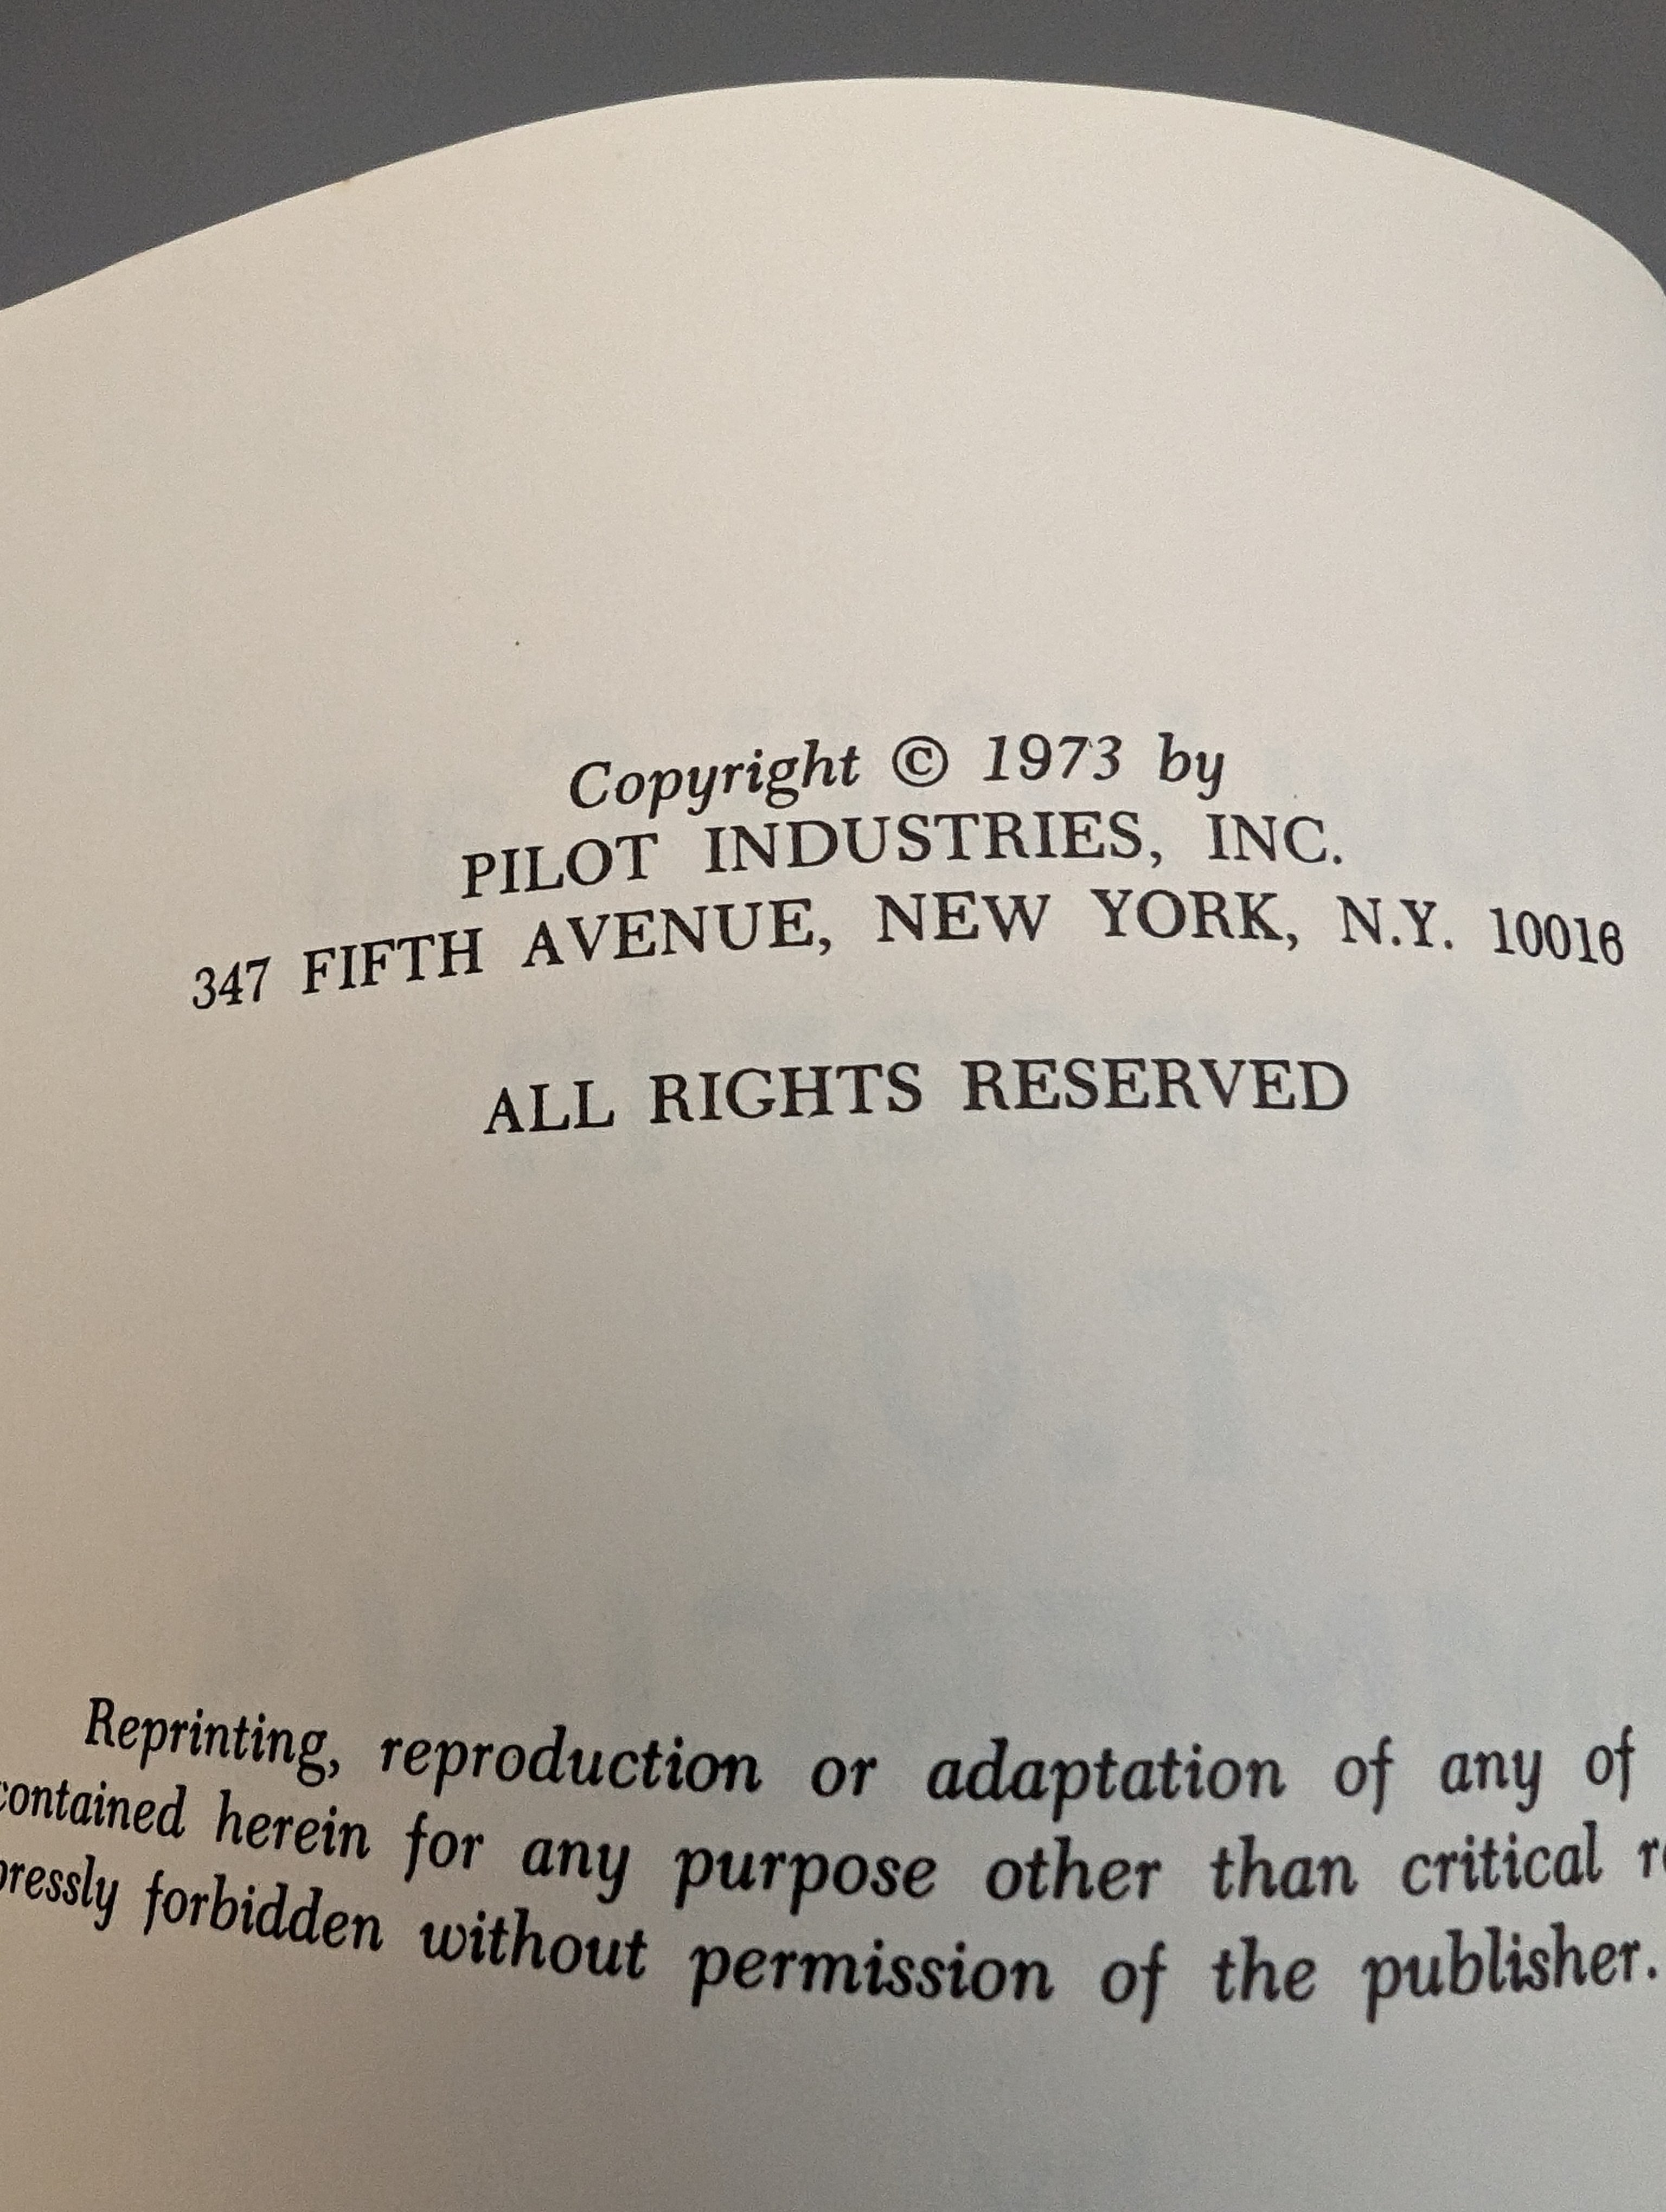 Copyright © 1973 by
PILOT INDUSTRIES, INC.
347 FIFTH AVENUE, NEW YORK, N.Y. 10016
ALL RIGHTS RESERVED
Reprinting, reproduction or adaptation of any of
contained herein for any purpose other than critical
forbidden without permission of the publisher.